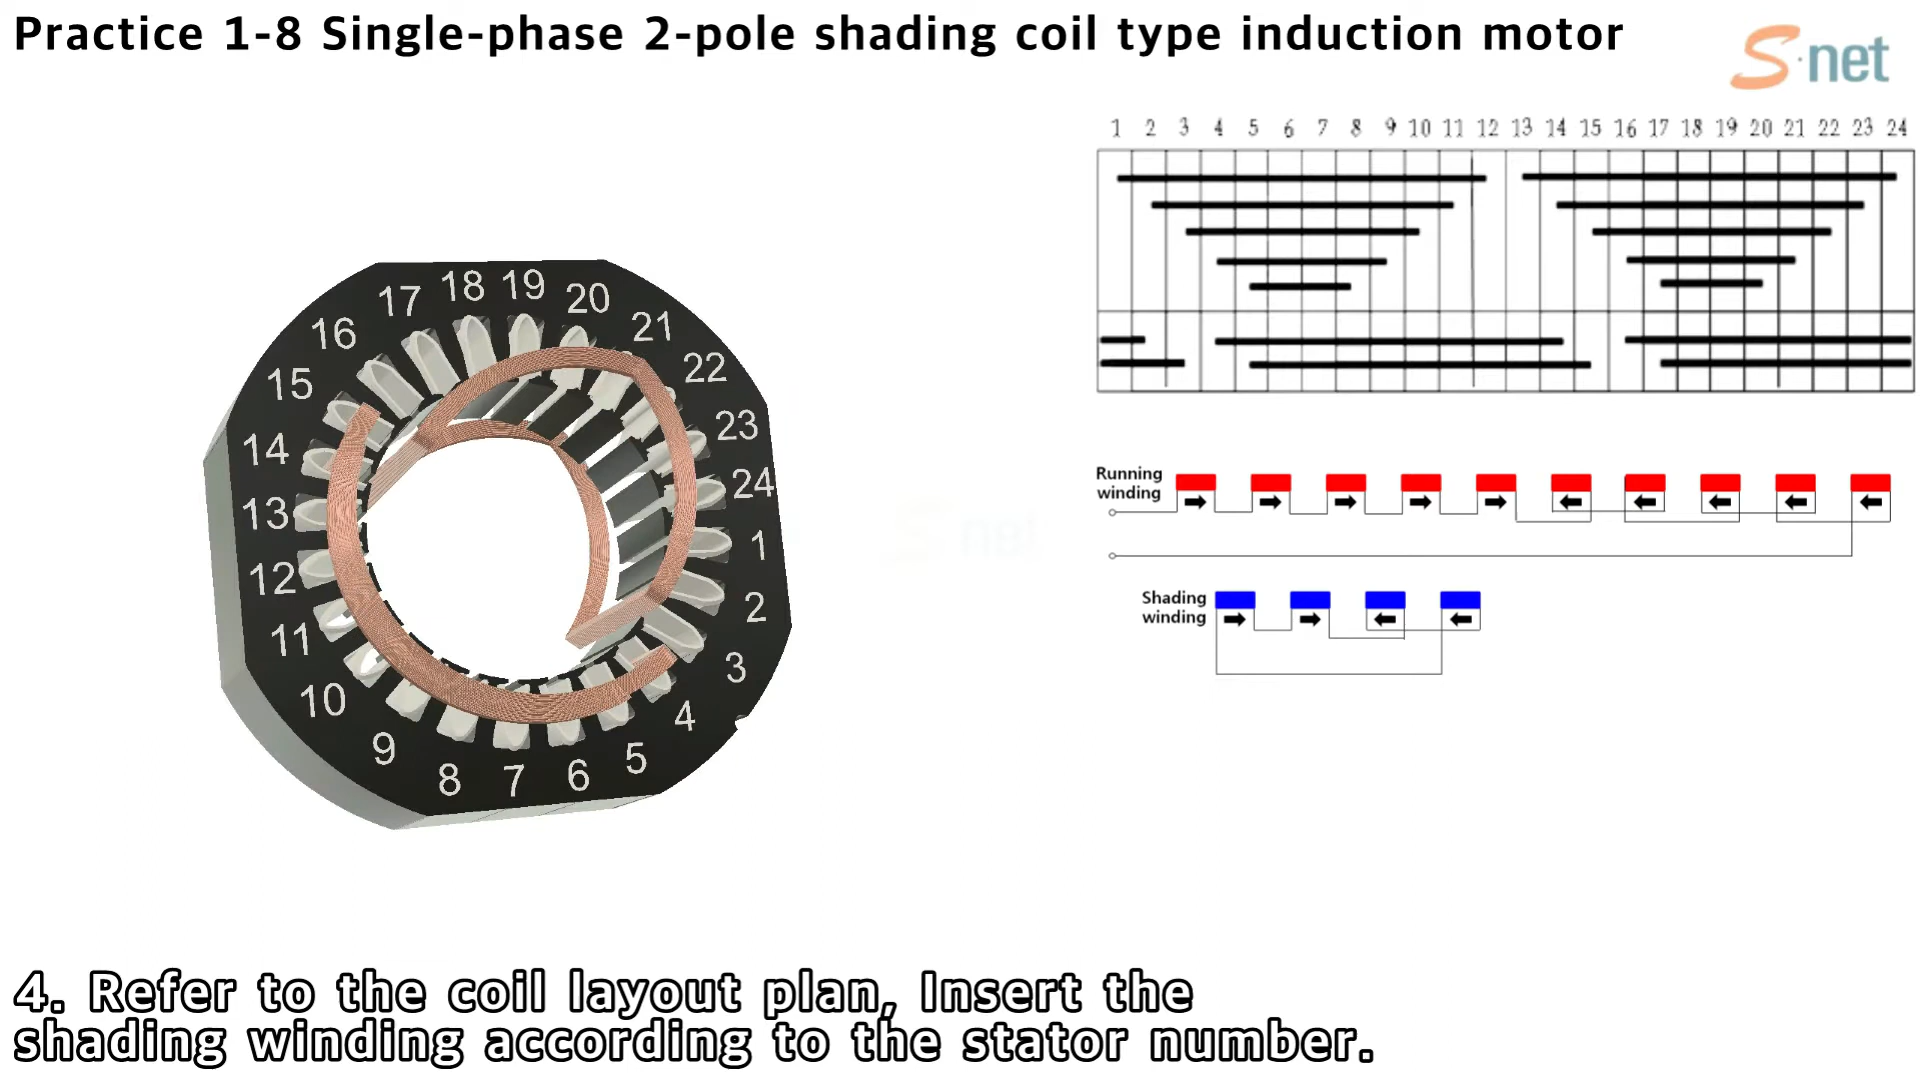 Practice 1-8 Single-phase 2-pole shading coil type induction motor
S·net
1 2 3 4 5 6 7 8 9 10 11 12 13 14 15 16 17 18 19 20 21 22 23 24
17 18 19 20
16 21
15 22
14 23
13 24
12 1
11 2
10 3
9 4
8 7 6 5
Running
winding
Shading
winding
net
4. Refer to the coil layout plan, Insert the
shading winding according to the stator number.